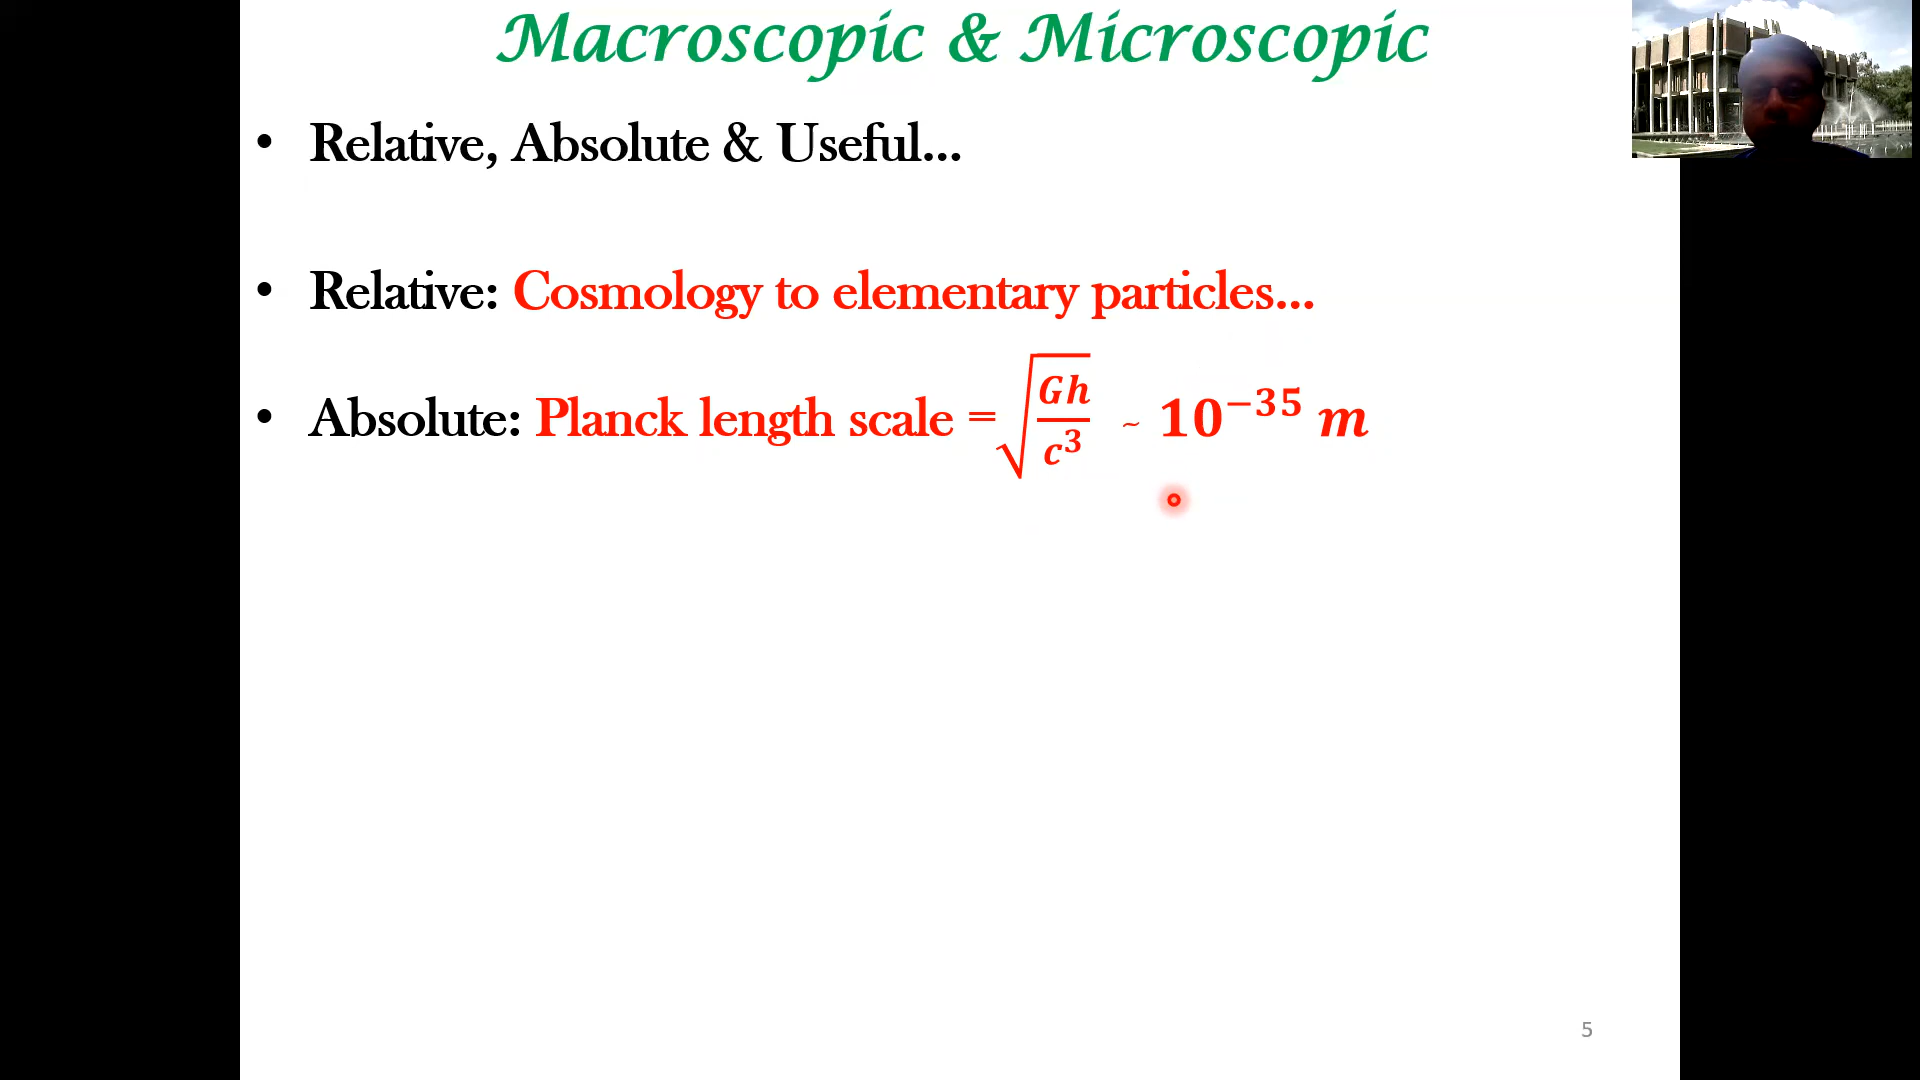 Macroscopic & Microscopic
• Relative, Absolute & Useful...
• Relative: Cosmology to elementary particles...
• Absolute: Planck length scale = √(Gh/c³) ~ 10⁻³⁵ m
5